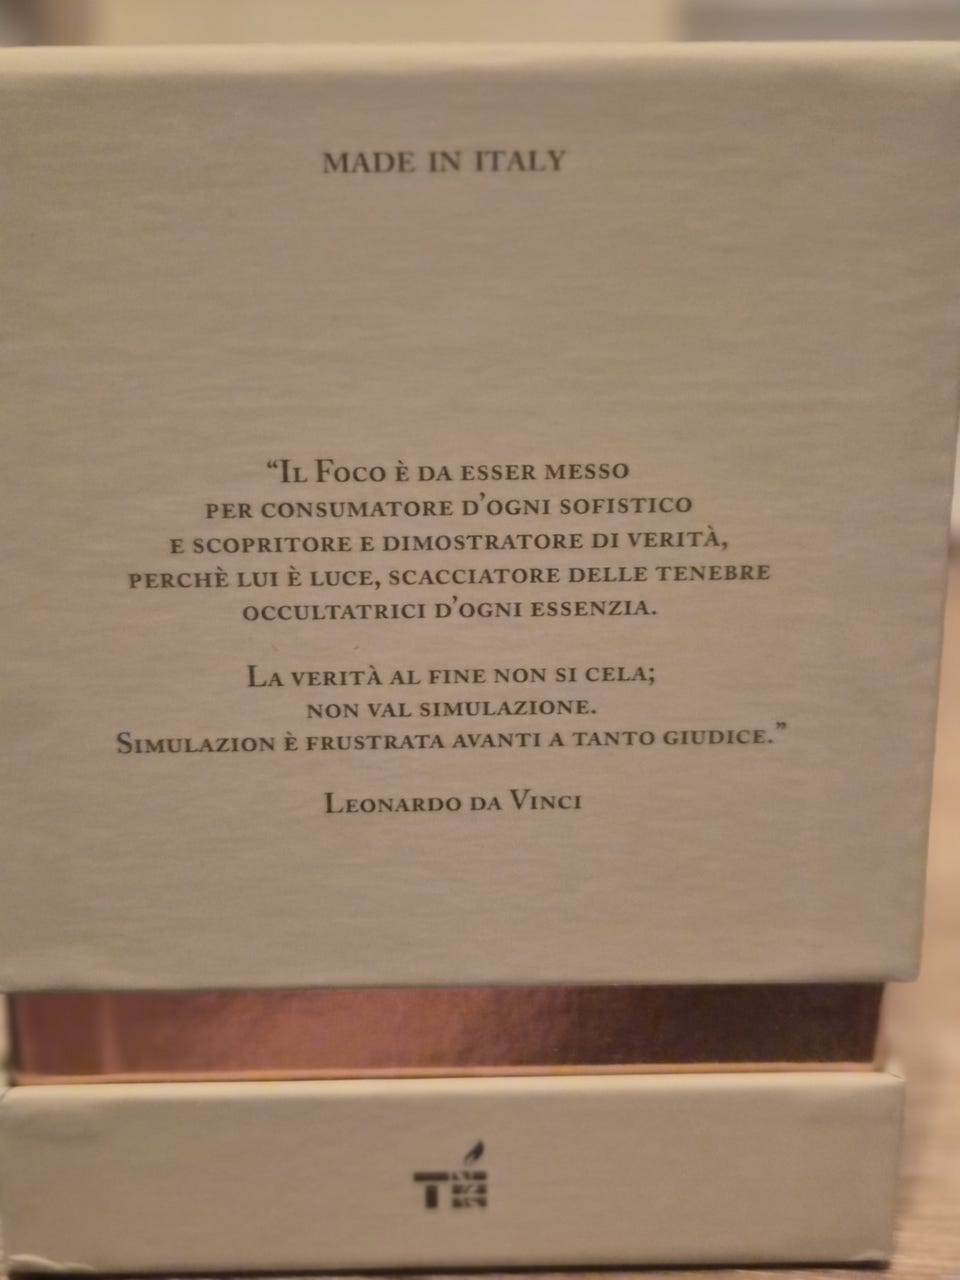 MADE IN ITALY
“Il Foco è da esser messo
per consumatore d’ogni sofistico
e scopritore e dimostratore di verità,
perchè lui è luce, scacciatore delle tenebre
occultatrici d’ogni essenzia.
La verità al fine non si cela;
non val simulazione.
Simulazion è frustrata avanti a tanto giudice.”
Leonardo da Vinci